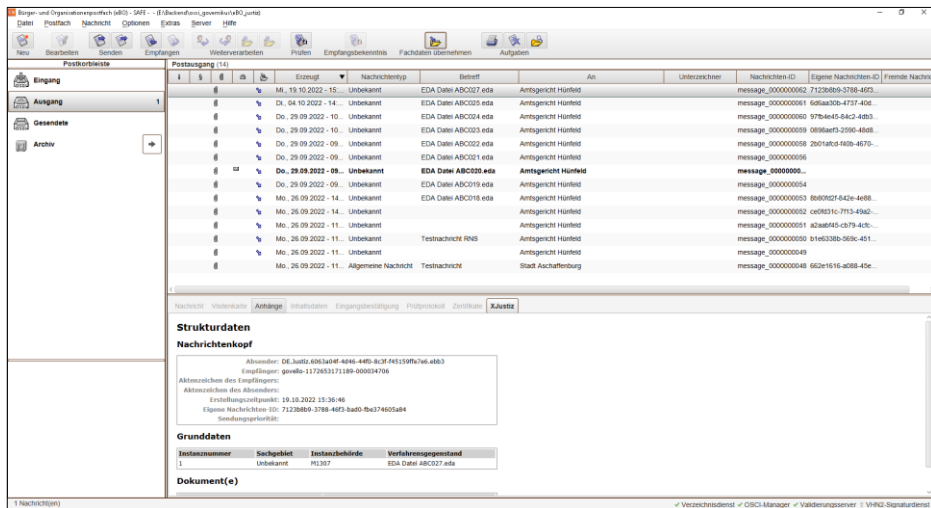 Bürger- und Organisationenpostfach (eBO) - SAFE - - (E:\Backend\osci_governikus\eBO_justiz)
Datei Postfach Nachricht Optionen Extras Server Hilfe
Neu Bearbeiten Senden Empfangen Weiterverarbeiten Prüfen Empfangsbekenntnis Fachdaten übernehmen Aufgaben
Postkorbleiste
Eingang
Ausgang 1
Gesendete
Archiv
Postausgang (14)
Erzeugt Nachrichtentyp Betreff An Unterzeichner Nachrichten-ID Eigene Nachrichten-ID Fremde Nachric
Mi., 19.10.2022 - 15:... Unbekannt EDA Datei ABC027.eda Amtsgericht Hünfeld message_0000000062 7123b8b9-3788-46f3...
Di., 04.10.2022 - 14:... Unbekannt EDA Datei ABC025.eda Amtsgericht Hünfeld message_0000000061 6d6aa30b-4737-40d...
Do., 29.09.2022 - 10... Unbekannt EDA Datei ABC024.eda Amtsgericht Hünfeld message_0000000060 97fb4e45-84c2-4db3...
Do., 29.09.2022 - 10... Unbekannt EDA Datei ABC023.eda Amtsgericht Hünfeld message_0000000059 0898aef3-2590-48d8...
Do., 29.09.2022 - 09... Unbekannt EDA Datei ABC022.eda Amtsgericht Hünfeld message_0000000058 2b01afcd-f40b-4670-...
Do., 29.09.2022 - 09... Unbekannt EDA Datei ABC021.eda Amtsgericht Hünfeld message_0000000056
Do., 29.09.2022 - 09... Unbekannt EDA Datei ABC020.eda Amtsgericht Hünfeld message_00000000...
Do., 29.09.2022 - 09... Unbekannt EDA Datei ABC019.eda Amtsgericht Hünfeld message_0000000054
Mo., 26.09.2022 - 14... Unbekannt EDA Datei ABC018.eda Amtsgericht Hünfeld message_0000000053 8b80fd2f-842e-4e88...
Mo., 26.09.2022 - 14... Unbekannt Amtsgericht Hünfeld message_0000000052 ce0fd31c-7f13-49a2-...
Mo., 26.09.2022 - 11... Unbekannt Amtsgericht Hünfeld message_0000000051 a2aabf45-cb79-4cfc-...
Mo., 26.09.2022 - 11... Unbekannt Testnachricht RNS Amtsgericht Hünfeld message_0000000050 b1e6338b-569c-451...
Mo., 26.09.2022 - 11... Unbekannt Amtsgericht Hünfeld message_0000000049
Mo., 26.09.2022 - 11... Allgemeine Nachricht Testnachricht Stadt Aschaffenburg message_0000000048 662e1616-a088-45e...
Nachricht Visitenkarte Anhänge Inhaltsdaten Eingangsbestätigung Prüfprotokoll Zertifikate XJustiz
Strukturdaten
Nachrichtenkopf
Absender: DE.Justiz.6063a04f-4d46-44f0-8c3f-f45159ffe7e6.ebb3
Empfänger: govello-1172653171189-000034706
Aktenzeichen des Empfängers:
Aktenzeichen des Absenders:
Erstellungszeitpunkt: 19.10.2022 15:36:46
Eigene Nachrichten-ID: 7123b8b9-3788-46f3-bad0-fbe374605a84
Sendungspriorität:
Grunddaten
Instanznummer Sachgebiet Instanzbehörde Verfahrensgegenstand
1 Unbekannt M1307 EDA Datei ABC027.eda
Dokument(e)
1 Nachricht(en) Verzeichnisdienst OSCI-Manager Validierungsserver VHN2-Signaturdienst